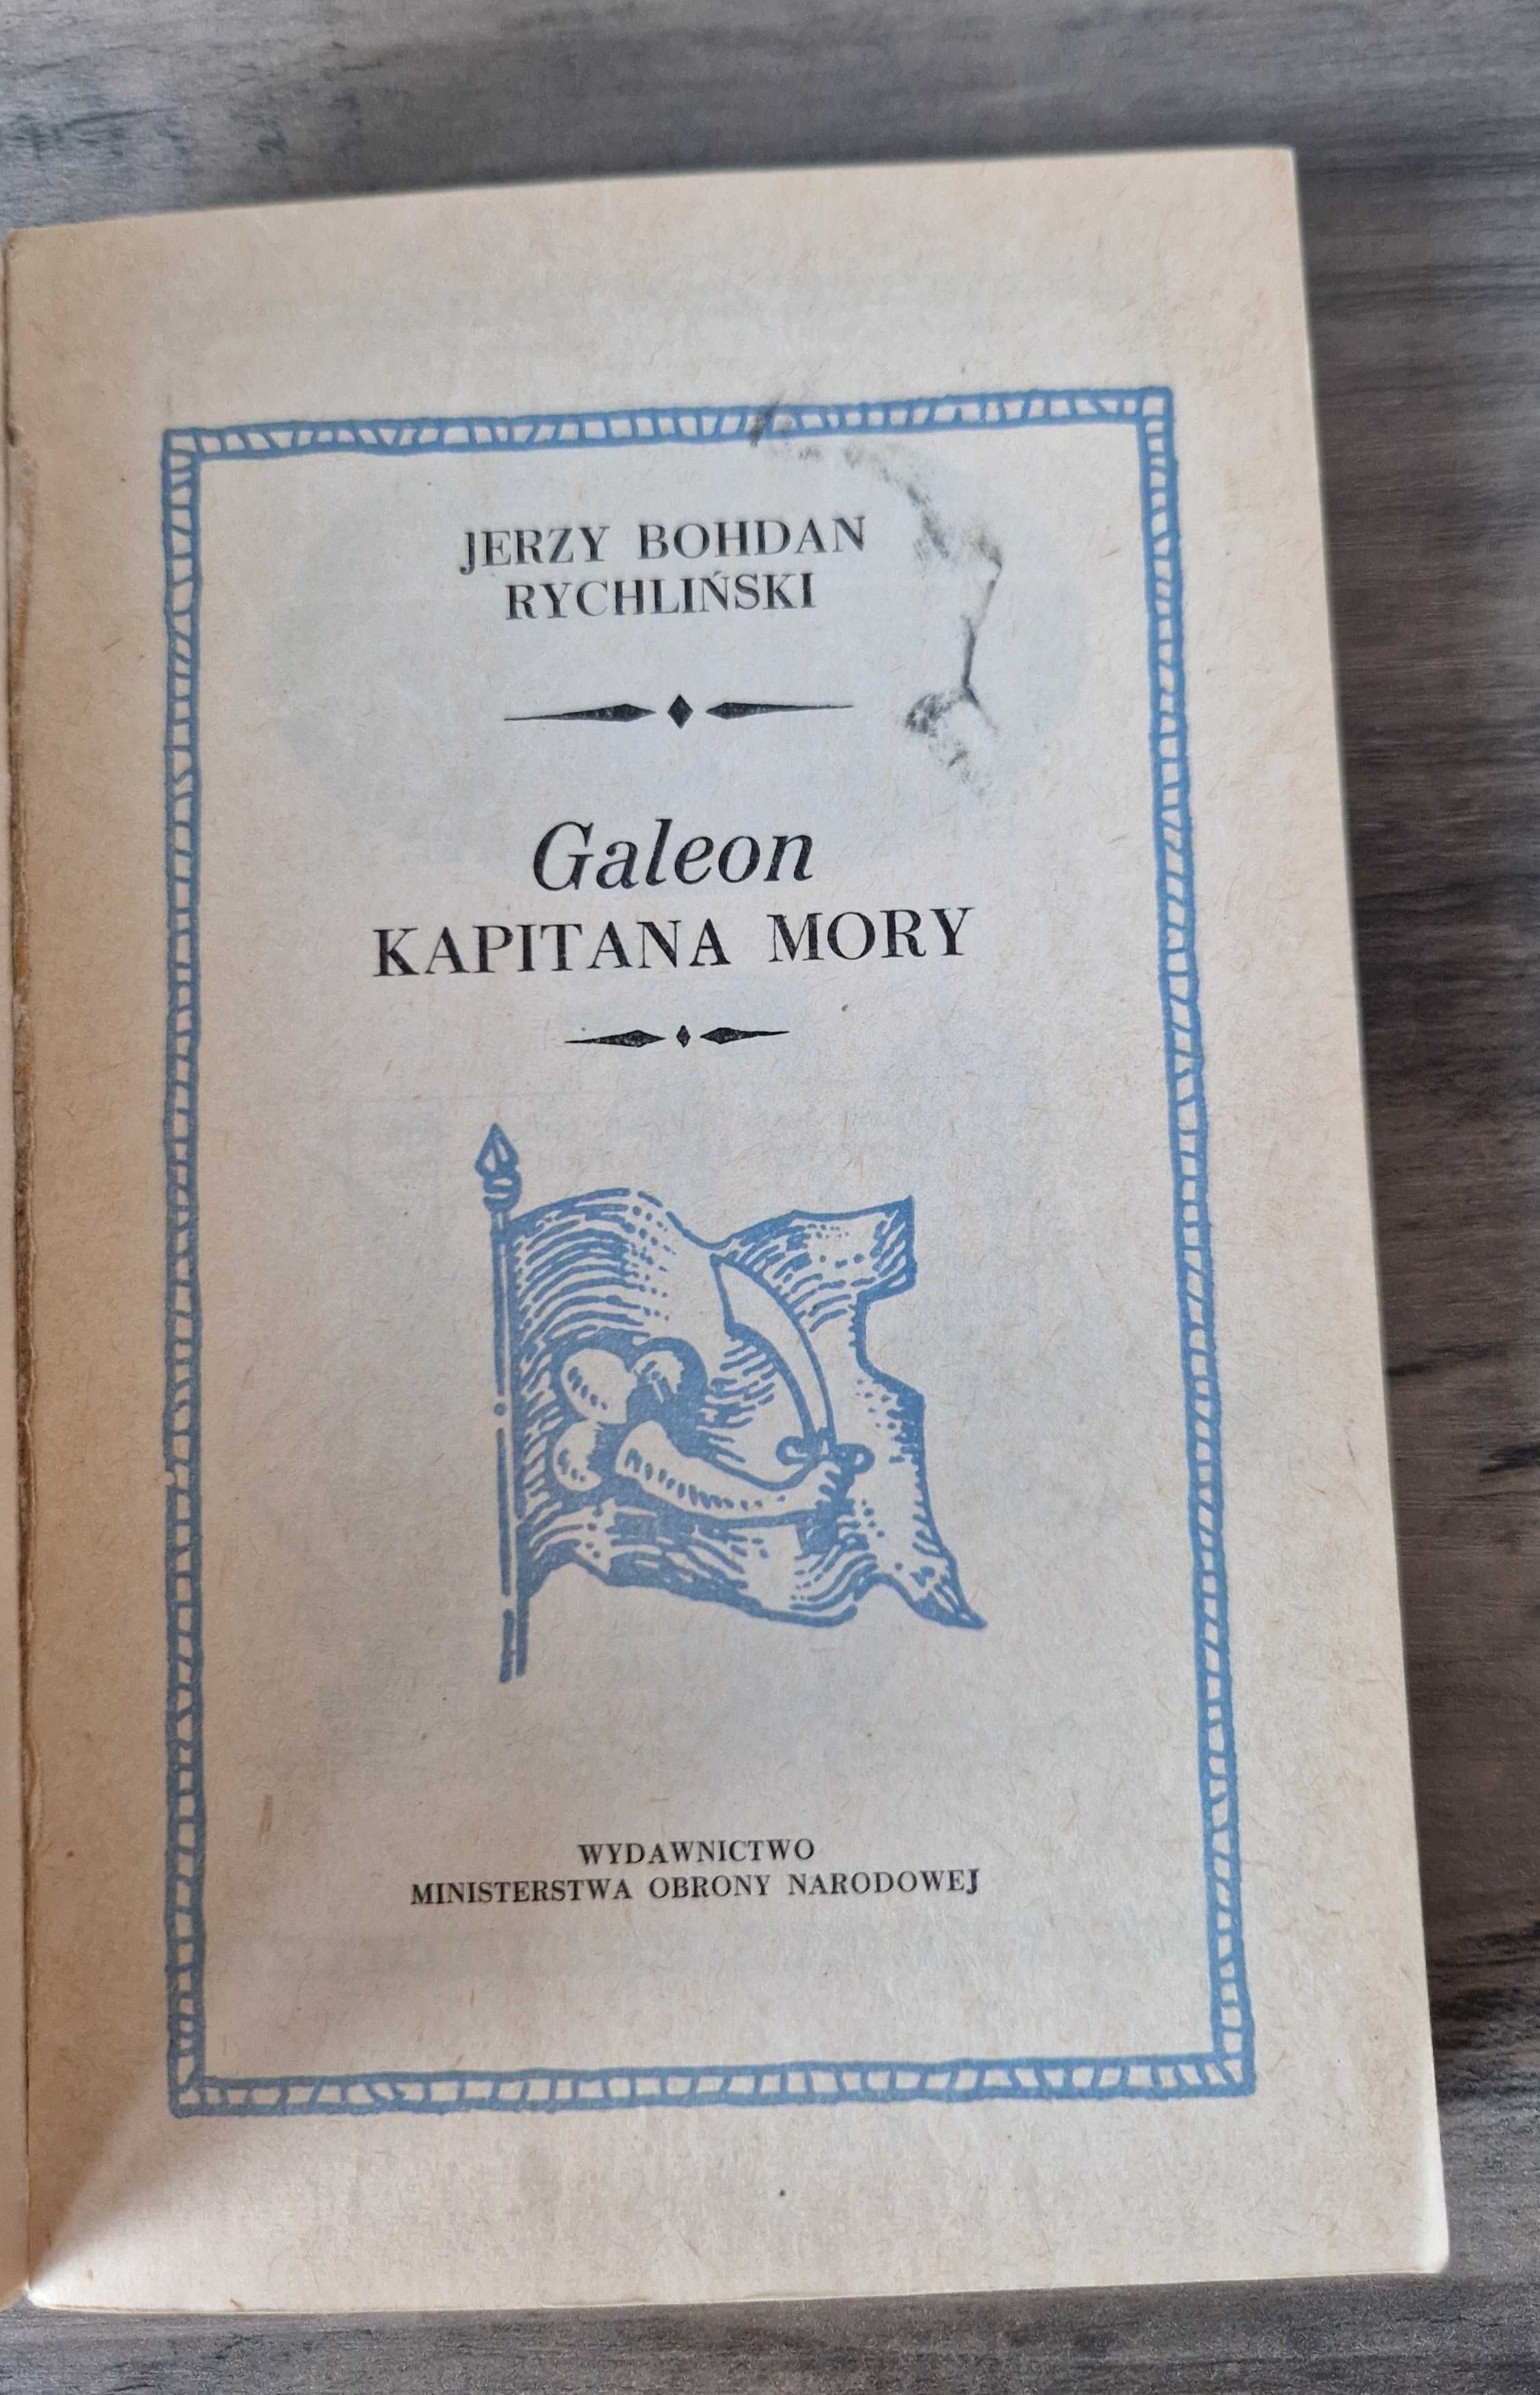 JERZY BOHDAN
RYCHLIŃSKI
Galeon
KAPITANA MORY
WYDAWNICTWO
MINISTERSTWA OBRONY NARODOWEJ